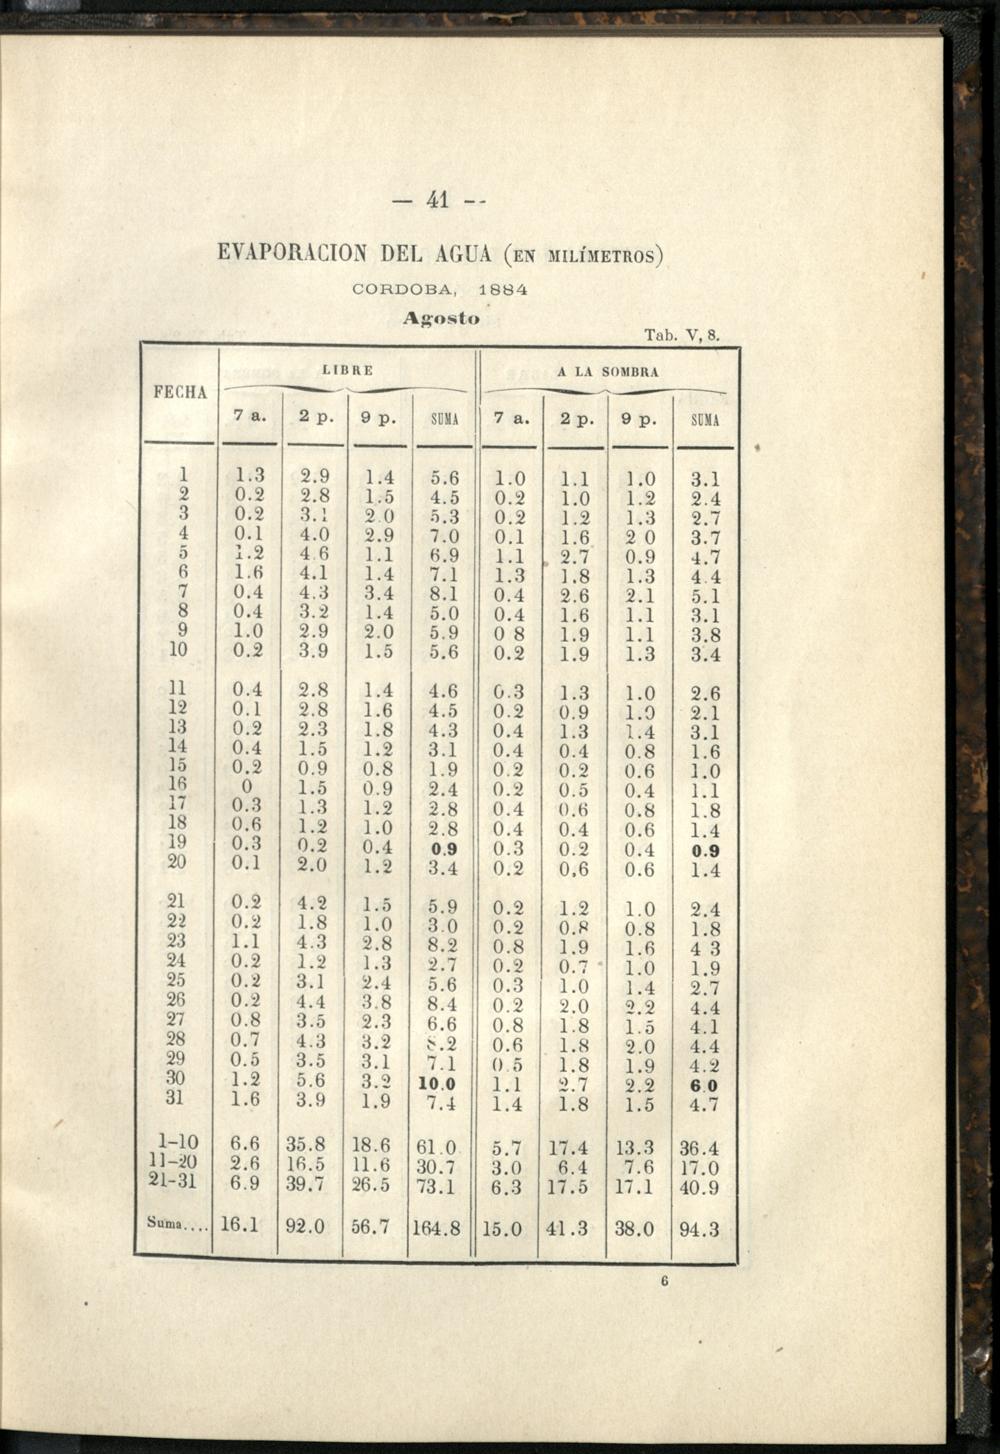 — 41 --
EVAPORACION DEL AGUA (EN MILÍMETROS)
CORDOBA, 1884
Agosto
Tab. V, 8.
FECHA LIBRE A LA SOMBRA
7 a. 2 p. 9 p. SUMA 7 a. 2 p. 9 p. SUMA
1 1.3 2.9 1.4 5.6 1.0 1.1 1.0 3.1
2 0.2 2.8 1.5 4.5 0.2 1.0 1.2 2.4
3 0.2 3.1 2.0 5.3 0.2 1.2 1.3 2.7
4 0.1 4.0 2.9 7.0 0.1 1.6 2 0 3.7
5 1.2 4.6 1.1 6.9 1.1 2.7 0.9 4.7
6 1.6 4.1 1.4 7.1 1.3 1.8 1.3 4.4
7 0.4 4.3 3.4 8.1 0.4 2.6 2.1 5.1
8 0.4 3.2 1.4 5.0 0.4 1.6 1.1 3.1
9 1.0 2.9 2.0 5.9 0 8 1.9 1.1 3.8
10 0.2 3.9 1.5 5.6 0.2 1.9 1.3 3.4
11 0.4 2.8 1.4 4.6 0.3 1.3 1.0 2.6
12 0.1 2.8 1.6 4.5 0.2 0.9 1.0 2.1
13 0.2 2.3 1.8 4.3 0.4 1.3 1.4 3.1
14 0.4 1.5 1.2 3.1 0.4 0.4 0.8 1.6
15 0.2 0.9 0.8 1.9 0.2 0.2 0.6 1.0
16 0 1.5 0.9 2.4 0.2 0.5 0.4 1.1
17 0.3 1.3 1.2 2.8 0.4 0.6 0.8 1.8
18 0.6 1.2 1.0 2.8 0.4 0.4 0.6 1.4
19 0.3 0.2 0.4 0.9 0.3 0.2 0.4 0.9
20 0.1 2.0 1.2 3.4 0.2 0,6 0.6 1.4
21 0.2 4.2 1.5 5.9 0.2 1.2 1.0 2.4
22 0.2 1.8 1.0 3.0 0.2 0.8 0.8 1.8
23 1.1 4.3 2.8 8.2 0.8 1.9 1.6 4 3
24 0.2 1.2 1.3 2.7 0.2 0.7 1.0 1.9
25 0.2 3.1 2.4 5.6 0.3 1.0 1.4 2.7
26 0.2 4.4 3.8 8.4 0.2 2.0 2.2 4.4
27 0.8 3.5 2.3 6.6 0.8 1.8 1.5 4.1
28 0.7 4.3 3.2 8.2 0.6 1.8 2.0 4.4
29 0.5 3.5 3.1 7.1 0.5 1.8 1.9 4.2
30 1.2 5.6 3.2 10.0 1.1 2.7 2.2 6.0
31 1.6 3.9 1.9 7.4 1.4 1.8 1.5 4.7
1-10 6.6 35.8 18.6 61.0 5.7 17.4 13.3 36.4
11-20 2.6 16.5 11.6 30.7 3.0 6.4 7.6 17.0
21-31 6.9 39.7 26.5 73.1 6.3 17.5 17.1 40.9
Suma.... 16.1 92.0 56.7 164.8 15.0 41.3 38.0 94.3
6